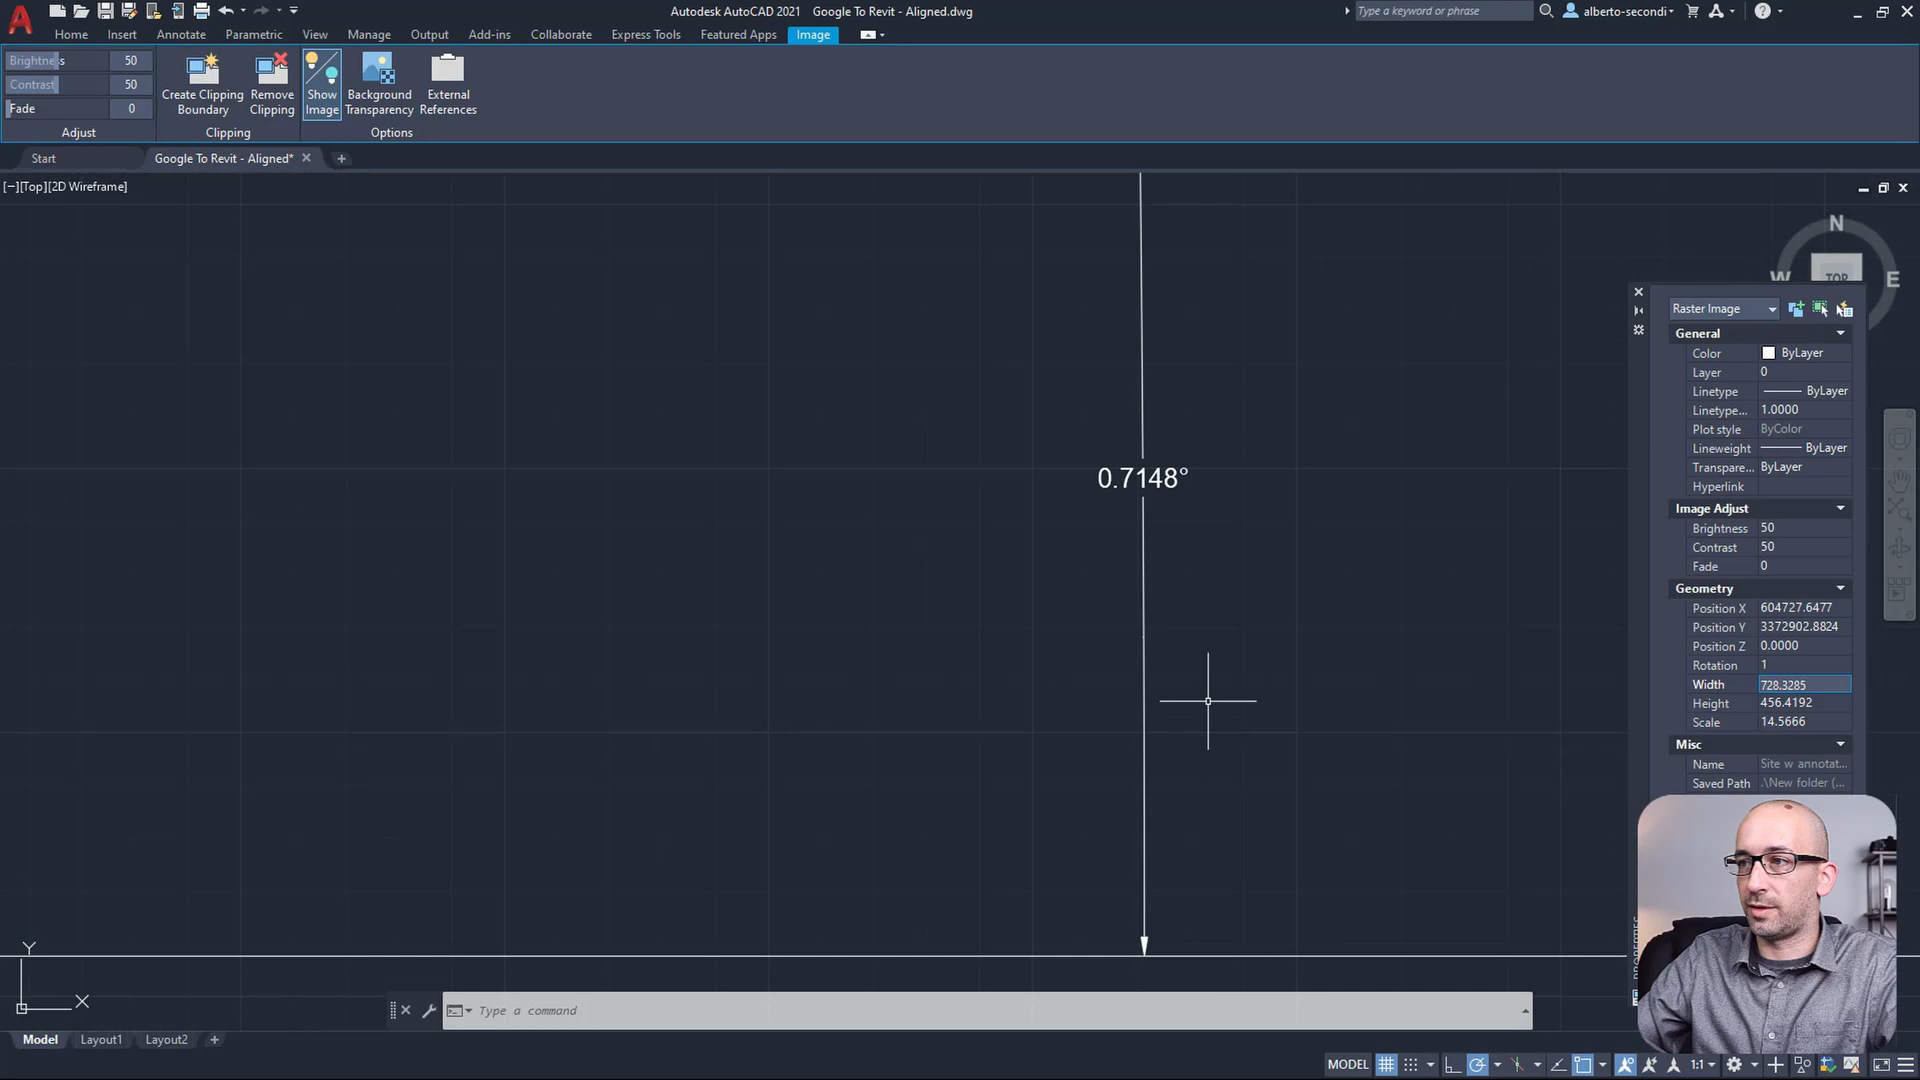 Autodesk AutoCAD 2021 Google To Revit - Aligned.dwg
Type a keyword or phrase
alberto-secondi
Home Insert Annotate Parametric View Manage Output Add-ins Collaborate Express Tools Featured Apps Image
Brightness 50
Contrast 50
Fade 0
Create Clipping
Boundary
Remove
Clipping
Show
Image
Background
Transparency
External
References
Adjust Clipping Options
Start Google To Revit - Aligned*
[−][Top][2D Wireframe]
N
W TOP E
Raster Image
General
Color ByLayer
Layer 0
Linetype ByLayer
Linetype... 1.0000
Plot style ByColor
Lineweight ByLayer
Transpare... ByLayer
Hyperlink
Image Adjust
Brightness 50
Contrast 50
Fade 0
Geometry
Position X 604727.6477
Position Y 3372902.8824
Position Z 0.0000
Rotation 1
Width 728.3285
Height 456.4192
Scale 14.5666
Misc
Name Site w annotat...
Saved Path .\New folder (...
PROPERTIES
0.7148°
Y
X
Type a command
Model Layout1 Layout2
MODEL 1:1